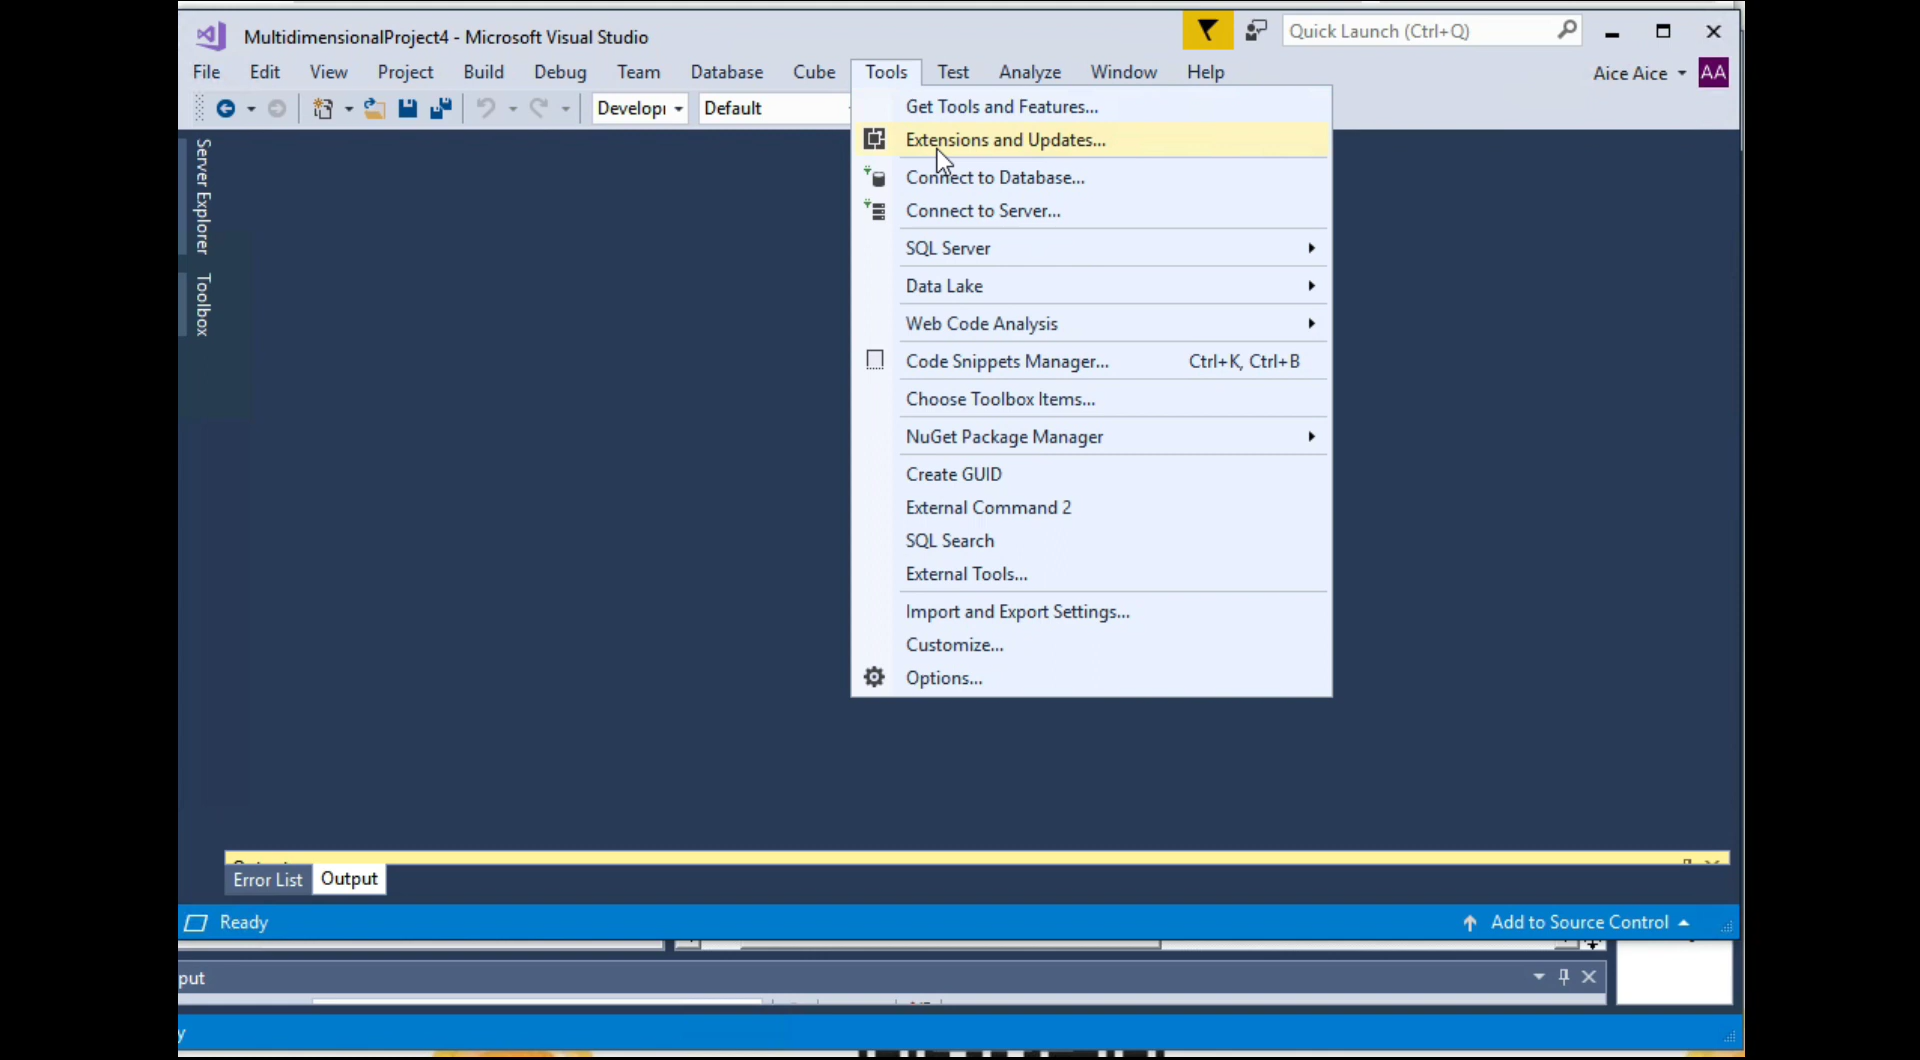 MultidimensionalProject4 - Microsoft Visual Studio
Quick Launch (Ctrl+Q)
File Edit View Project Build Debug Team Database Cube Tools Test Analyze Window Help
Aice Aice AA
Develop Default
Server Explorer
Toolbox
Get Tools and Features...
Extensions and Updates...
Connect to Database...
Connect to Server...
SQL Server
Data Lake
Web Code Analysis
Code Snippets Manager... Ctrl+K, Ctrl+B
Choose Toolbox Items...
NuGet Package Manager
Create GUID
External Command 2
SQL Search
External Tools...
Import and Export Settings...
Customize...
Options...
Error List Output
Ready
Add to Source Control
put
y